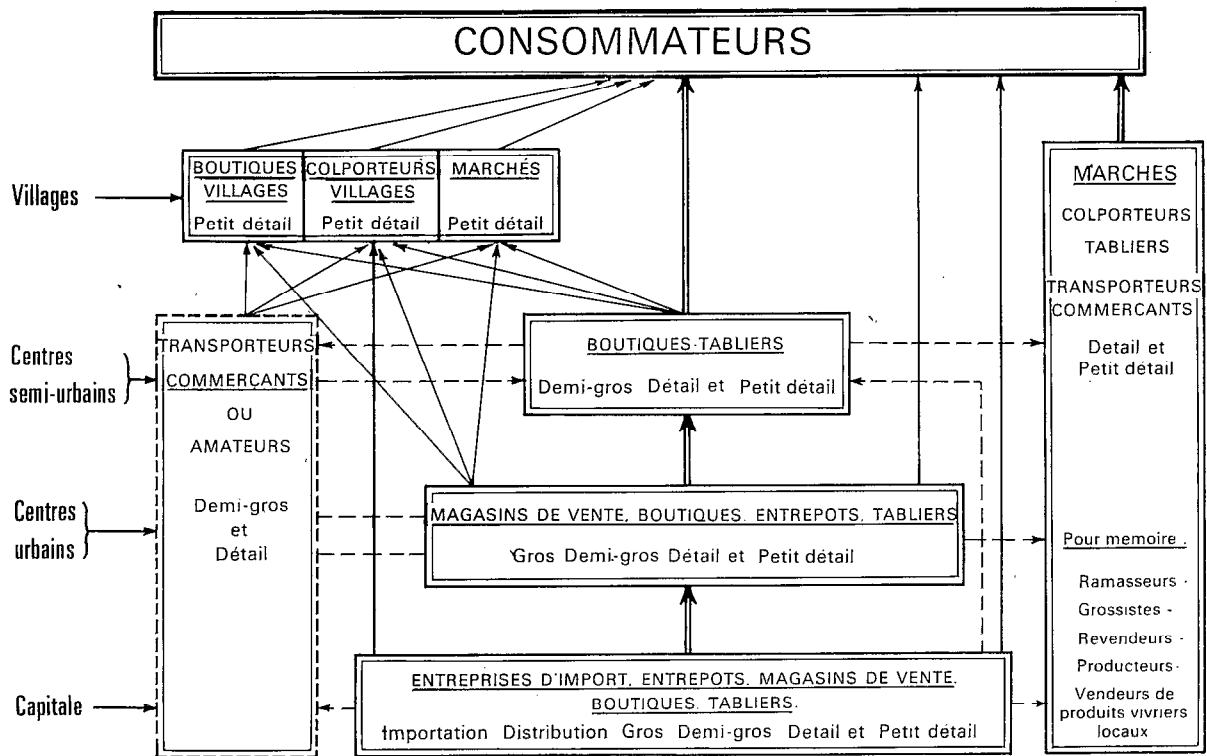 CONSOMMATEURS
Villages
BOUTIQUES
VILLAGES
Petit détail
COLPORTEURS
VILLAGES
Petit détail
MARCHÉS
Petit détail
Centres
semi-urbains
TRANSPORTEURS
COMMERCANTS
OU
AMATEURS
Demi-gros
et
Détail
BOUTIQUES-TABLIERS
Demi-gros Détail et Petit détail
Centres
urbains
MAGASINS DE VENTE, BOUTIQUES. ENTREPOTS, TABLIERS
Gros Demi-gros Détail et Petit détail
Capitale
ENTREPRISES D'IMPORT, ENTREPOTS, MAGASINS DE VENTE,
BOUTIQUES, TABLIERS.
Importation Distribution Gros Demi-gros Detail et Petit détail
MARCHES
COLPORTEURS
TABLIERS
TRANSPORTEURS
COMMERCANTS
Detail et
Petit détail
Pour memoire.
Ramasseurs -
Grossistes -
Revendeurs -
Producteurs -
Vendeurs de
produits vivriers
locaux